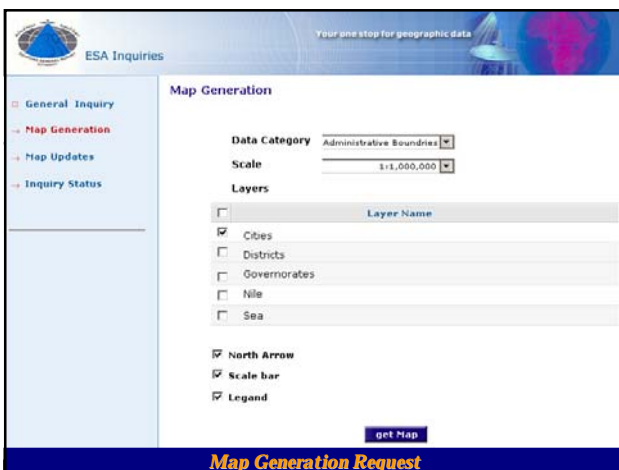 Your one stop for geographic data
ESA Inquiries
General Inquiry
Map Generation
Map Updates
Inquiry Status
Map Generation
Data Category Administrative Boundries
Scale 1:1,000,000
Layers
Layer Name
Cities
Districts
Governorates
Nile
Sea
North Arrow
Scale bar
Legand
get Map
Map Generation Request